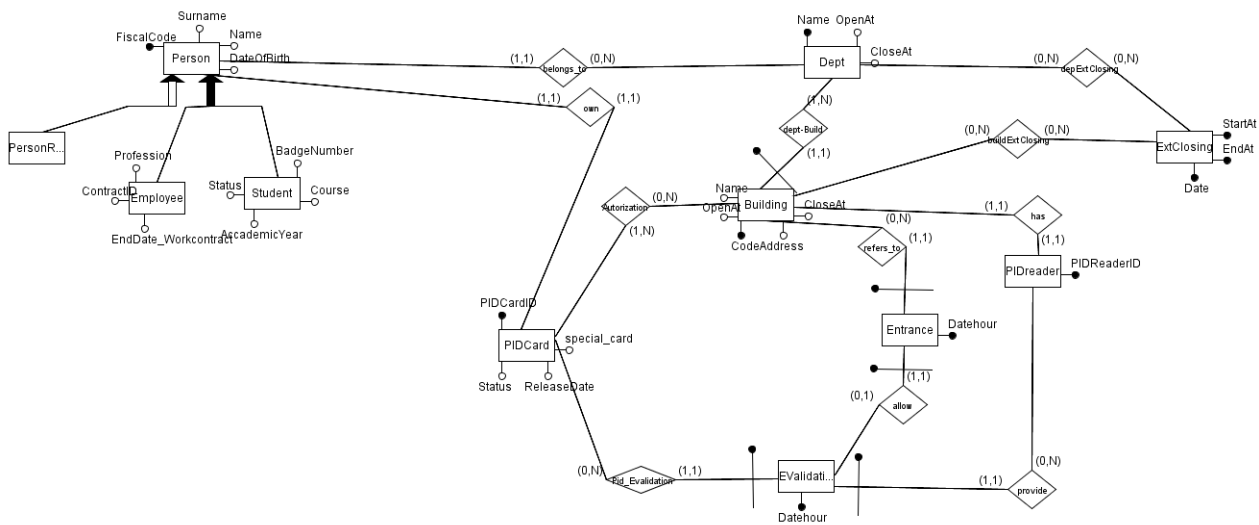 Surname
FiscalCode
Name
Person
DateOfBirth
(1,1)
belongs_to
(0,N)
Name
OpenAt
CloseAt
Dept
(0,N)
depExtClosing
(0,N)
(1,1)
own
(1,1)
(1,N)
dept-Build
(1,1)
(0,N)
buildExtClosing
(0,N)
StartAt
ExtClosing
EndAt
Date
PersonR...
Profession
ContractID
Employee
EndDate_Workcontract
BadgeNumber
Status
Student
Course
AccademicYear
Autorization
(0,N)
(1,N)
Name
OpenAt
Building
CloseAt
CodeAddress
(0,N)
refers_to
(1,1)
(1,1)
has
(1,1)
PIDreader
PIDReaderID
PIDCardID
PIDCard
special_card
Status
ReleaseDate
Entrance
Datehour
(1,1)
(0,1)
allow
(0,N)
Pid_Evalidation
(1,1)
EValidati...
Datehour
(1,1)
provide
(0,N)